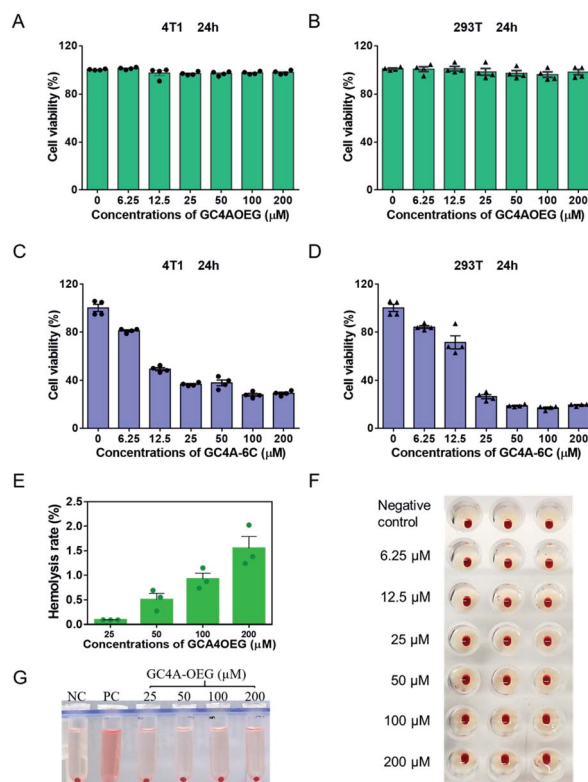 A
4T1 24h
Cell viability (%)
120
80
40
0
0 6.25 12.5 25 50 100 200
Concentrations of GC4AOEG (μM)
B
293T 24h
Cell viability (%)
120
80
40
0
0 6.25 12.5 25 50 100 200
Concentrations of GC4AOEG (μM)
C
4T1 24h
Cell viability (%)
120
80
40
0
0 6.25 12.5 25 50 100 200
Concentrations of GC4A-6C (μM)
D
293T 24h
Cell viability (%)
120
80
40
0
0 6.25 12.5 25 50 100 200
Concentrations of GC4A-6C (μM)
E
Hemolysis rate (%)
2.5
2.0
1.5
1.0
0.5
0.0
25 50 100 200
Concentrations of GCA4OEG (μM)
F
Negative
control
6.25 μM
12.5 μM
25 μM
50 μM
100 μM
200 μM
G
GC4A-OEG (μM)
NC PC 25 50 100 200